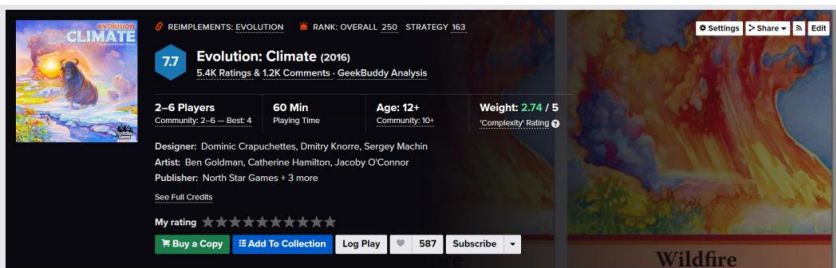 EVOLUTION
CLIMATE
REIMPLEMENTS: EVOLUTION RANK: OVERALL 250 STRATEGY 163
Settings Share Edit
7.7
Evolution: Climate (2016)
5.4K Ratings & 1.2K Comments · GeekBuddy Analysis
2–6 Players 60 Min Age: 12+ Weight: 2.74 / 5
Community: 2–6 — Best: 4 Playing Time Community: 10+ 'Complexity' Rating
Designer: Dominic Crapuchettes, Dmitry Knorre, Sergey Machin
Artist: Ben Goldman, Catherine Hamilton, Jacoby O'Connor
Publisher: North Star Games + 3 more
See Full Credits
My rating
Buy a Copy Add To Collection Log Play 587 Subscribe
Wildfire